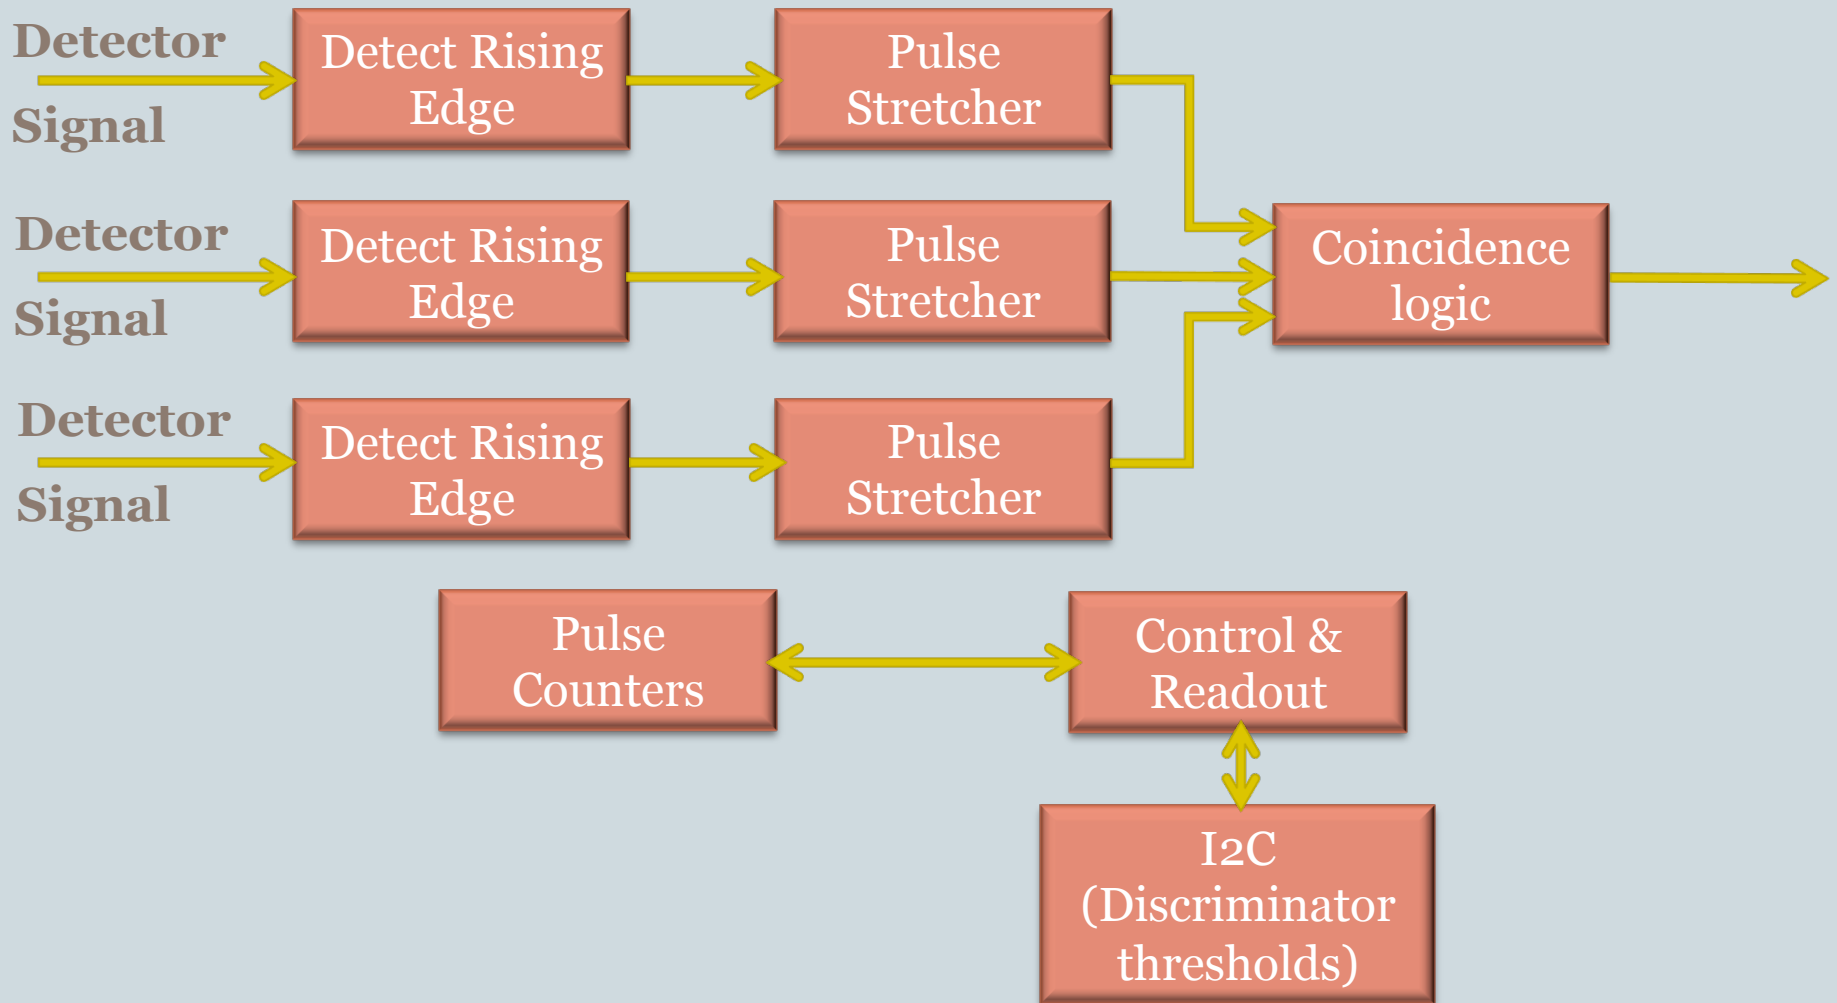 Detector
Signal
Detect Rising
Edge
Pulse
Stretcher
Detector
Signal
Detect Rising
Edge
Pulse
Stretcher
Coincidence
logic
Detector
Signal
Detect Rising
Edge
Pulse
Stretcher
Pulse
Counters
Control &
Readout
I2C
(Discriminator
thresholds)